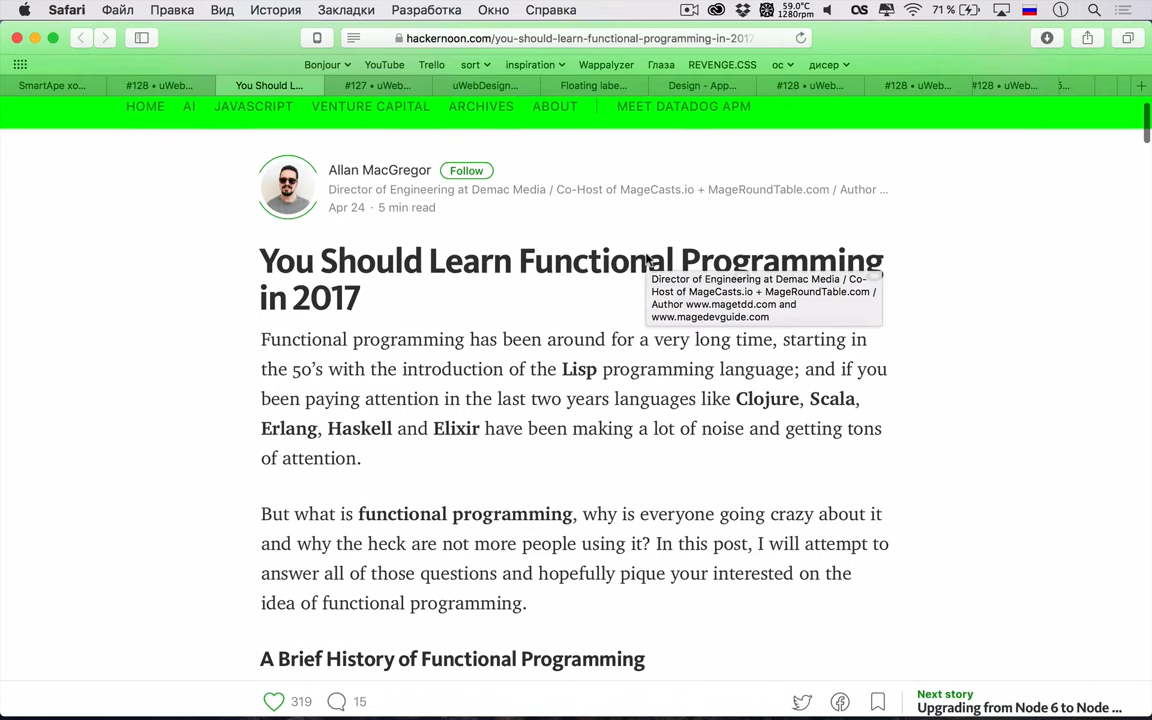 Safari Файл Правка Вид История Закладки Разработка Окно Справка
59.0°C
1280rpm
71 %
hackernoon.com/you-should-learn-functional-programming-in-2017
Bonjour YouTube Trello sort inspiration Wappalyzer Глаза REVENGE.CSS ос дисер
SmartApe хо... #128 • uWeb... You Should L... #127 • uWeb... uWebDesign... Floating labe... Design - App... #128 • uWeb... #128 • uWeb... #128 • uWeb...
HOME AI JAVASCRIPT VENTURE CAPITAL ARCHIVES ABOUT MEET DATADOG APM
Allan MacGregor Follow
Director of Engineering at Demac Media / Co-Host of MageCasts.io + MageRoundTable.com / Author ...
Apr 24 · 5 min read
You Should Learn Functional Programming
in 2017
Director of Engineering at Demac Media / Co-
Host of MageCasts.io + MageRoundTable.com /
Author www.magetdd.com and
www.magedevguide.com
Functional programming has been around for a very long time, starting in
the 50’s with the introduction of the Lisp programming language; and if you
been paying attention in the last two years languages like Clojure, Scala,
Erlang, Haskell and Elixir have been making a lot of noise and getting tons
of attention.
But what is functional programming, why is everyone going crazy about it
and why the heck are not more people using it? In this post, I will attempt to
answer all of those questions and hopefully pique your interested on the
idea of functional programming.
A Brief History of Functional Programming
319 15
Next story
Upgrading from Node 6 to Node ...